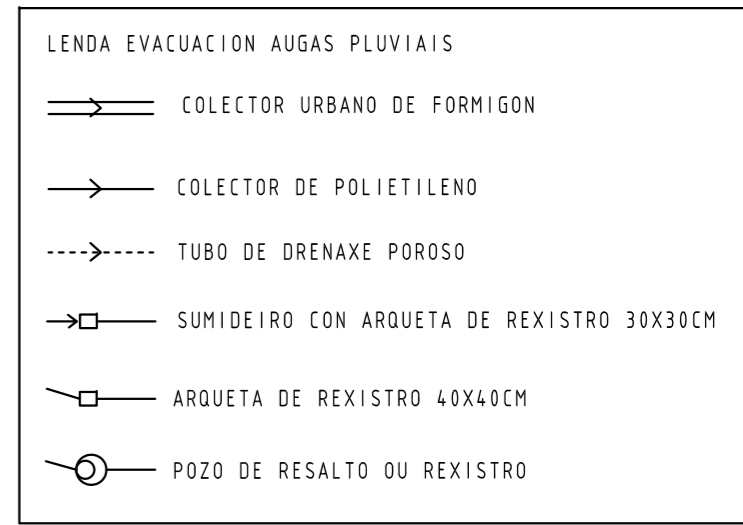 LENDA EVACUACION AUGAS PLUVIAIS
COLECTOR URBANO DE FORMIGON
COLECTOR DE POLIETILENO
TUBO DE DRENAXE POROSO
SUMIDEIRO CON ARQUETA DE REXISTRO 30X30CM
ARQUETA DE REXISTRO 40X40CM
POZO DE RESALTO OU REXISTRO